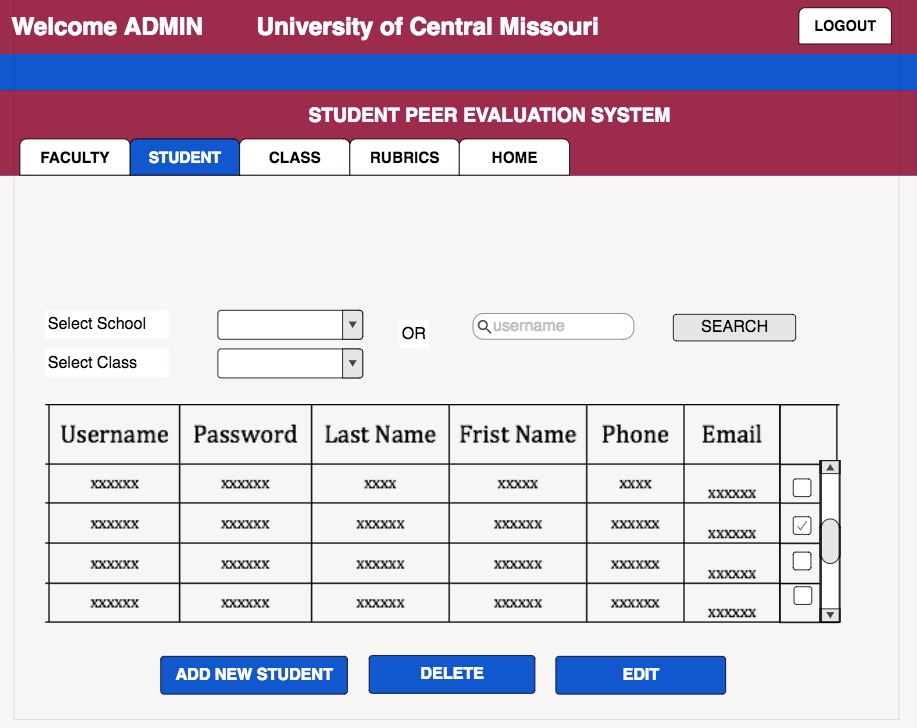 Welcome ADMIN University of Central Missouri LOGOUT
STUDENT PEER EVALUATION SYSTEM
FACULTY STUDENT CLASS RUBRICS HOME
Select School OR username SEARCH
Select Class
Username Password Last Name Frist Name Phone Email
xxxxxx xxxxxx xxxx xxxxx xxxx xxxxxx
xxxxxx xxxxxx xxxxxx xxxxxx xxxxxx xxxxxx
xxxxxx xxxxxx xxxxxx xxxxxx xxxxxx xxxxxx
xxxxxx xxxxxx xxxxxx xxxxxx xxxxxx xxxxxx
ADD NEW STUDENT DELETE EDIT